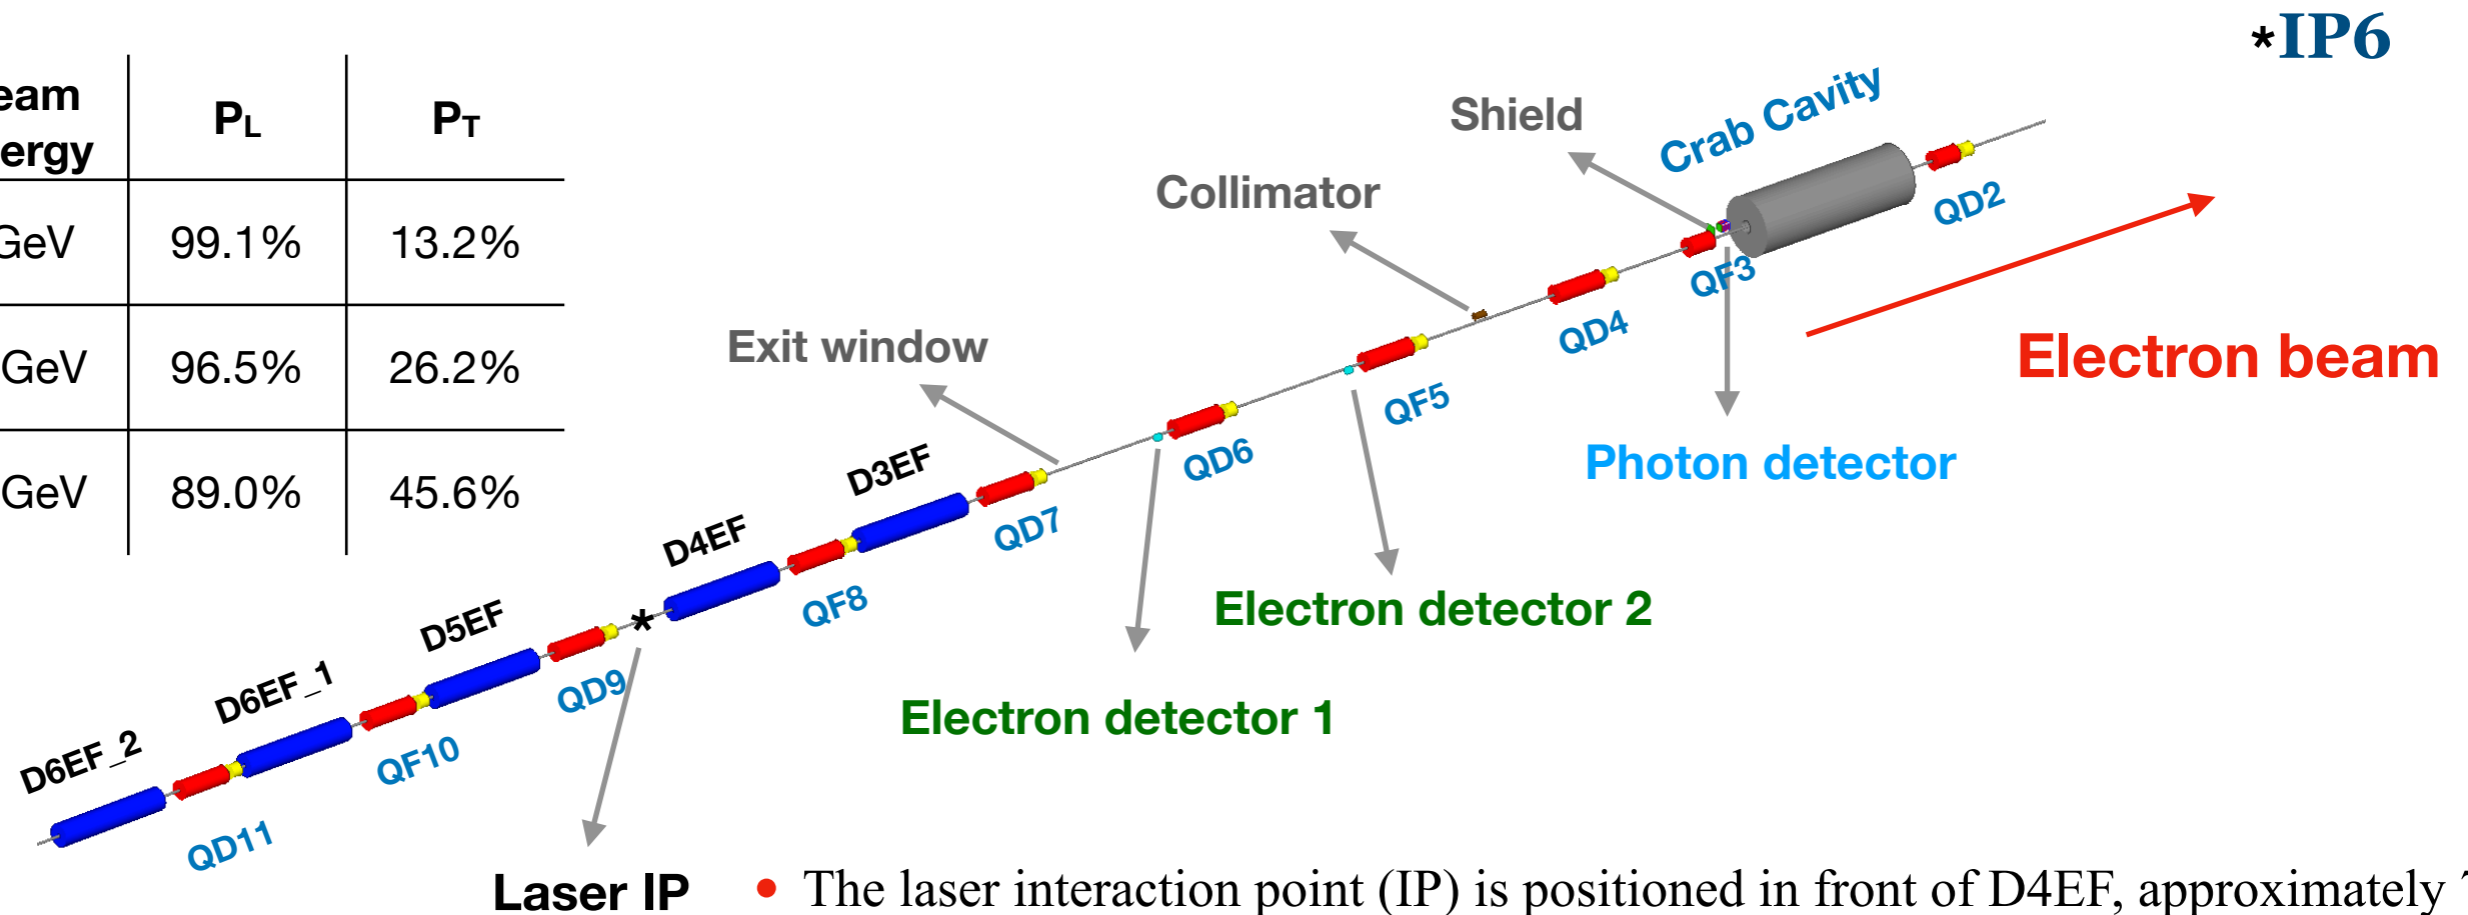 *IP6
eam
ergy
PL
PT
GeV
99.1%
13.2%
GeV
96.5%
26.2%
GeV
89.0%
45.6%
Shield
Crab Cavity
Collimator
QD2
QF3
Electron beam
QD4
Exit window
QF5
Photon detector
QD6
D3EF
QD7
D4EF
Electron detector 2
QF8
*
D5EF
QD9
Electron detector 1
D6EF_1
QF10
D6EF_2
QD11
Laser IP
• The laser interaction point (IP) is positioned in front of D4EF, approximately